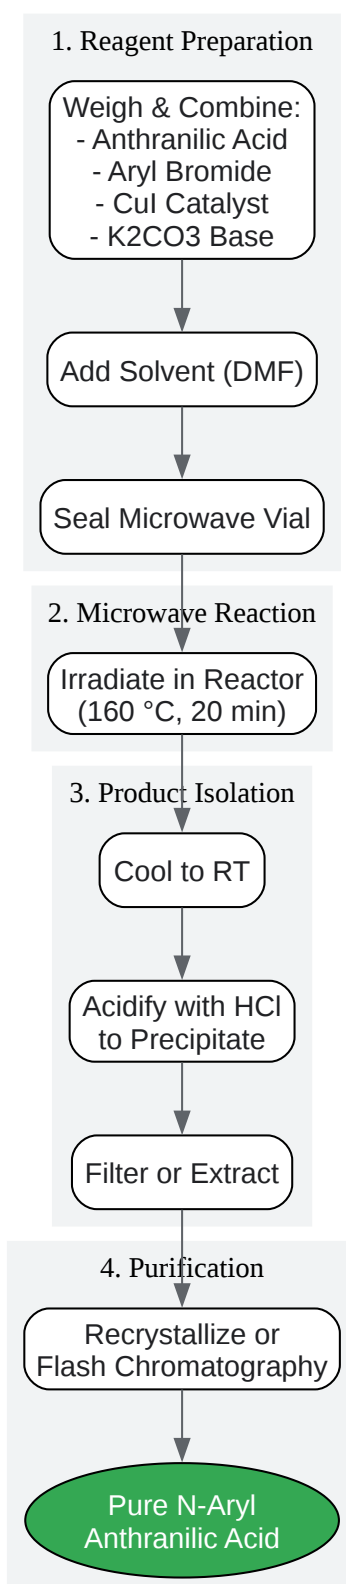 1. Reagent Preparation
Weigh & Combine:
- Anthranilic Acid
- Aryl Bromide
- CuI Catalyst
- K2CO3 Base
Add Solvent (DMF)
Seal Microwave Vial
2. Microwave Reaction
Irradiate in Reactor
(160 °C, 20 min)
3. Product Isolation
Cool to RT
Acidify with HCl
to Precipitate
Filter or Extract
4. Purification
Recrystallize or
Flash Chromatography
Pure N-Aryl
Anthranilic Acid